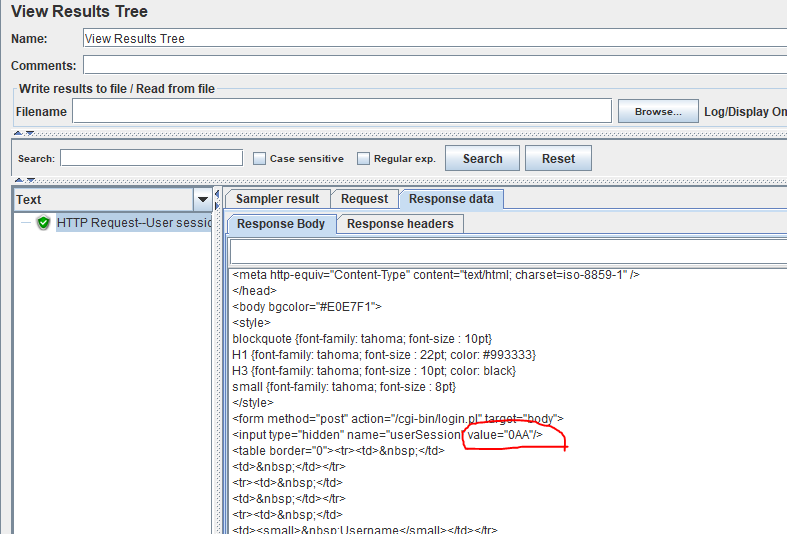 View Results Tree
Name: View Results Tree
Comments:
Write results to file / Read from file
Filename Browse... Log/Display On
Search: Case sensitive Regular exp. Search Reset
Text Sampler result Request Response data
HTTP Request--User sessio Response Body Response headers
<meta http-equiv="Content-Type" content="text/html; charset=iso-8859-1" />
</head>
<body bgcolor="#E0E7F1">
<style>
blockquote {font-family: tahoma; font-size : 10pt}
H1 {font-family: tahoma; font-size : 22pt; color: #993333}
H3 {font-family: tahoma; font-size : 10pt; color: black}
small {font-family: tahoma; font-size : 8pt}
</style>
<form method="post" action="/cgi-bin/login.pl" target="body">
<input type="hidden" name="userSession" value="0AA"/>
<table border="0"><tr><td>&nbsp;</td>
<td>&nbsp;</td></tr>
<tr><td>&nbsp;</td>
<td>&nbsp;</td></tr>
<tr><td>&nbsp;</td>
<td><small>&nbsp;Username</small></td></tr>